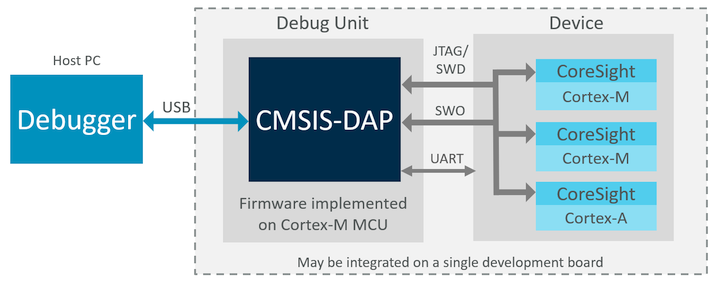 Debug Unit
Device
Host PC
Debugger
USB
CMSIS-DAP
JTAG/
SWD
SWO
UART
CoreSight
Cortex-M
CoreSight
Cortex-M
CoreSight
Cortex-A
Firmware implemented
on Cortex-M MCU
May be integrated on a single development board